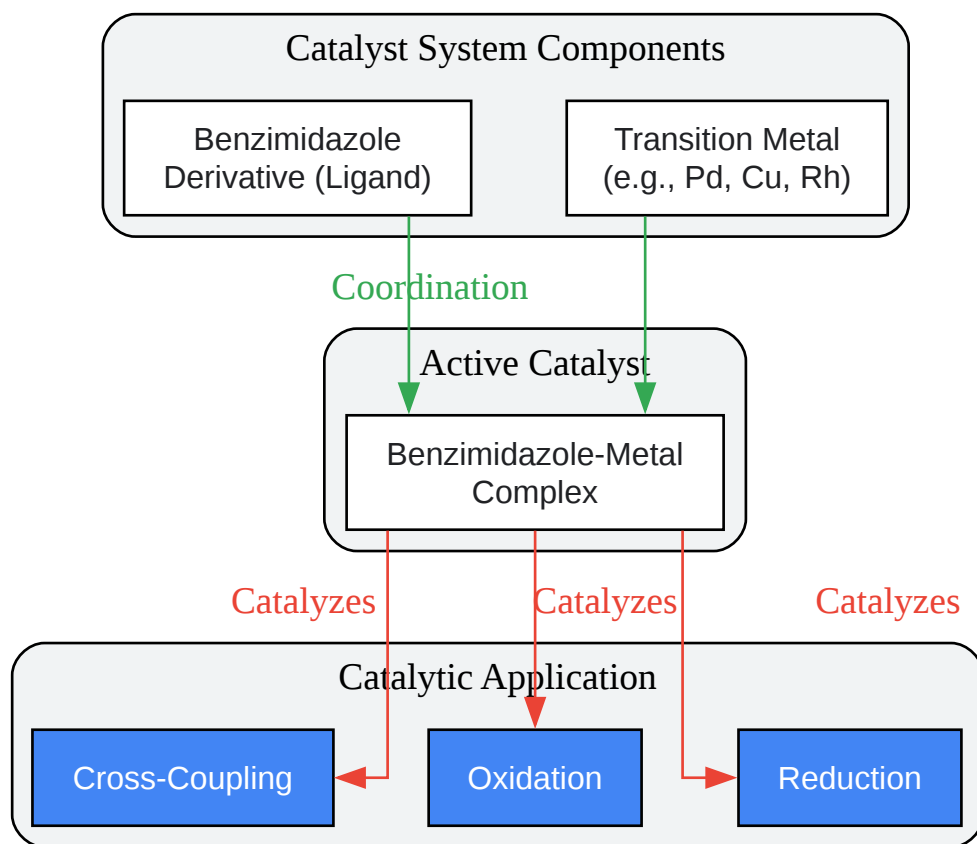 Catalyst System Components
Benzimidazole
Derivative (Ligand)
Transition Metal
(e.g., Pd, Cu, Rh)
Coordination
Active Catalyst
Benzimidazole-Metal
Complex
Catalyzes
Catalyzes
Catalyzes
Catalytic Application
Cross-Coupling
Oxidation
Reduction